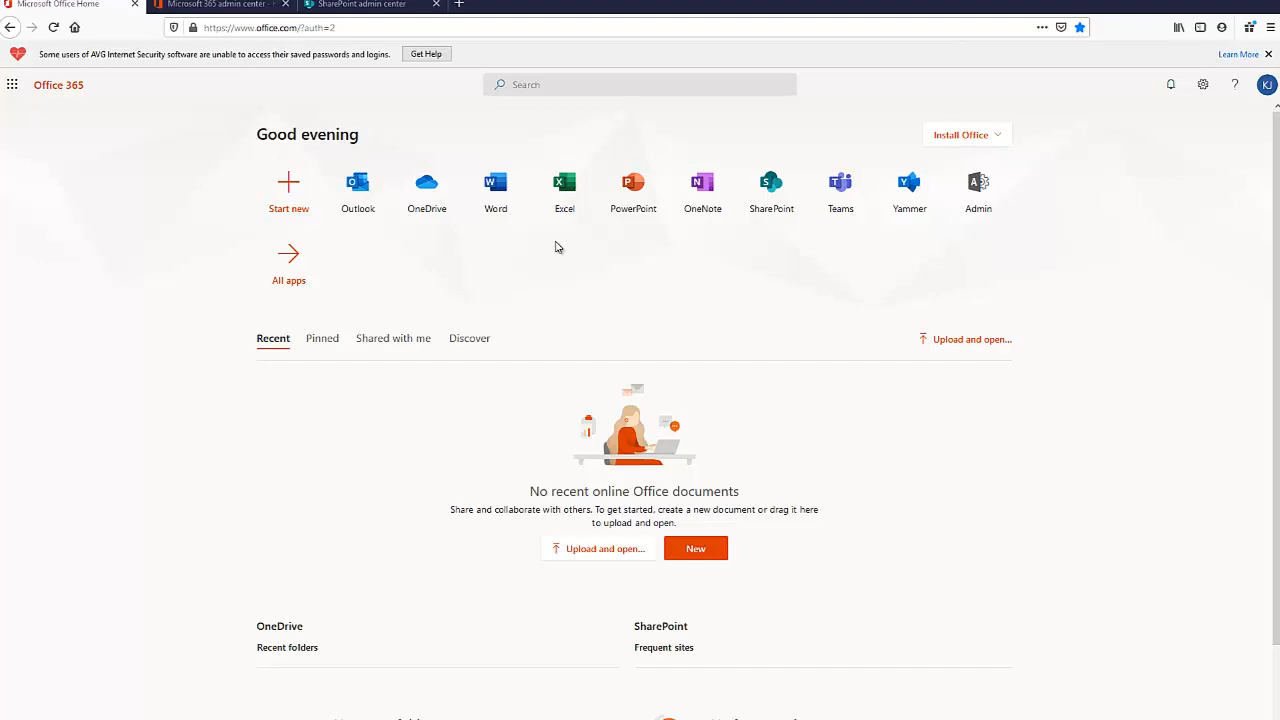 Microsoft Office Home
Microsoft 365 admin center -
SharePoint admin center
https://www.office.com/?auth=2
Some users of AVG Internet Security software are unable to access their saved passwords and logins.
Get Help
Learn More
Office 365
Search
KJ
Good evening
Install Office
Start new
Outlook
OneDrive
Word
Excel
PowerPoint
OneNote
SharePoint
Teams
Yammer
Admin
All apps
Recent
Pinned
Shared with me
Discover
Upload and open...
No recent online Office documents
Share and collaborate with others. To get started, create a new document or drag it here
to upload and open.
Upload and open...
New
OneDrive
SharePoint
Recent folders
Frequent sites